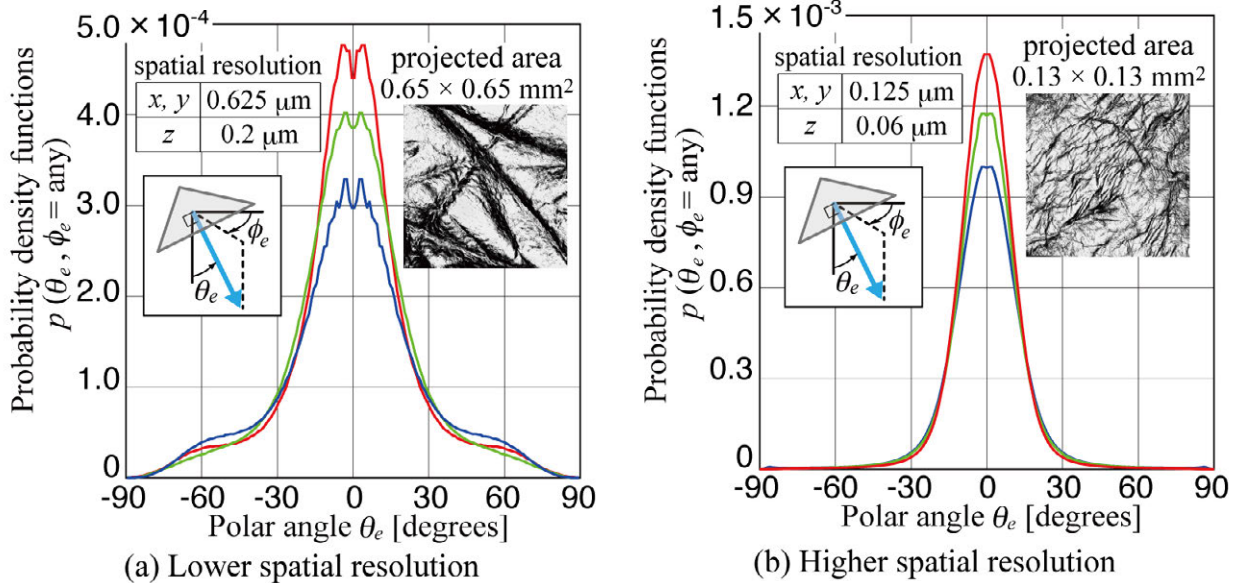 5.0 × 10⁻⁴
4.0
3.0
2.0
1.0
0
Probability density functions
p (θₑ, ϕₑ = any)
spatial resolution
x, y 0.625 μm
z 0.2 μm
projected area
0.65 × 0.65 mm²
ϕₑ
θₑ
-90 -60 -30 0 30 60 90
Polar angle θₑ [degrees]
(a) Lower spatial resolution
1.5 × 10⁻³
1.2
0.9
0.6
0.3
0
Probability density functions
p (θₑ, ϕₑ = any)
spatial resolution
x, y 0.125 μm
z 0.06 μm
projected area
0.13 × 0.13 mm²
ϕₑ
θₑ
-90 -60 -30 0 30 60 90
Polar angle θₑ [degrees]
(b) Higher spatial resolution